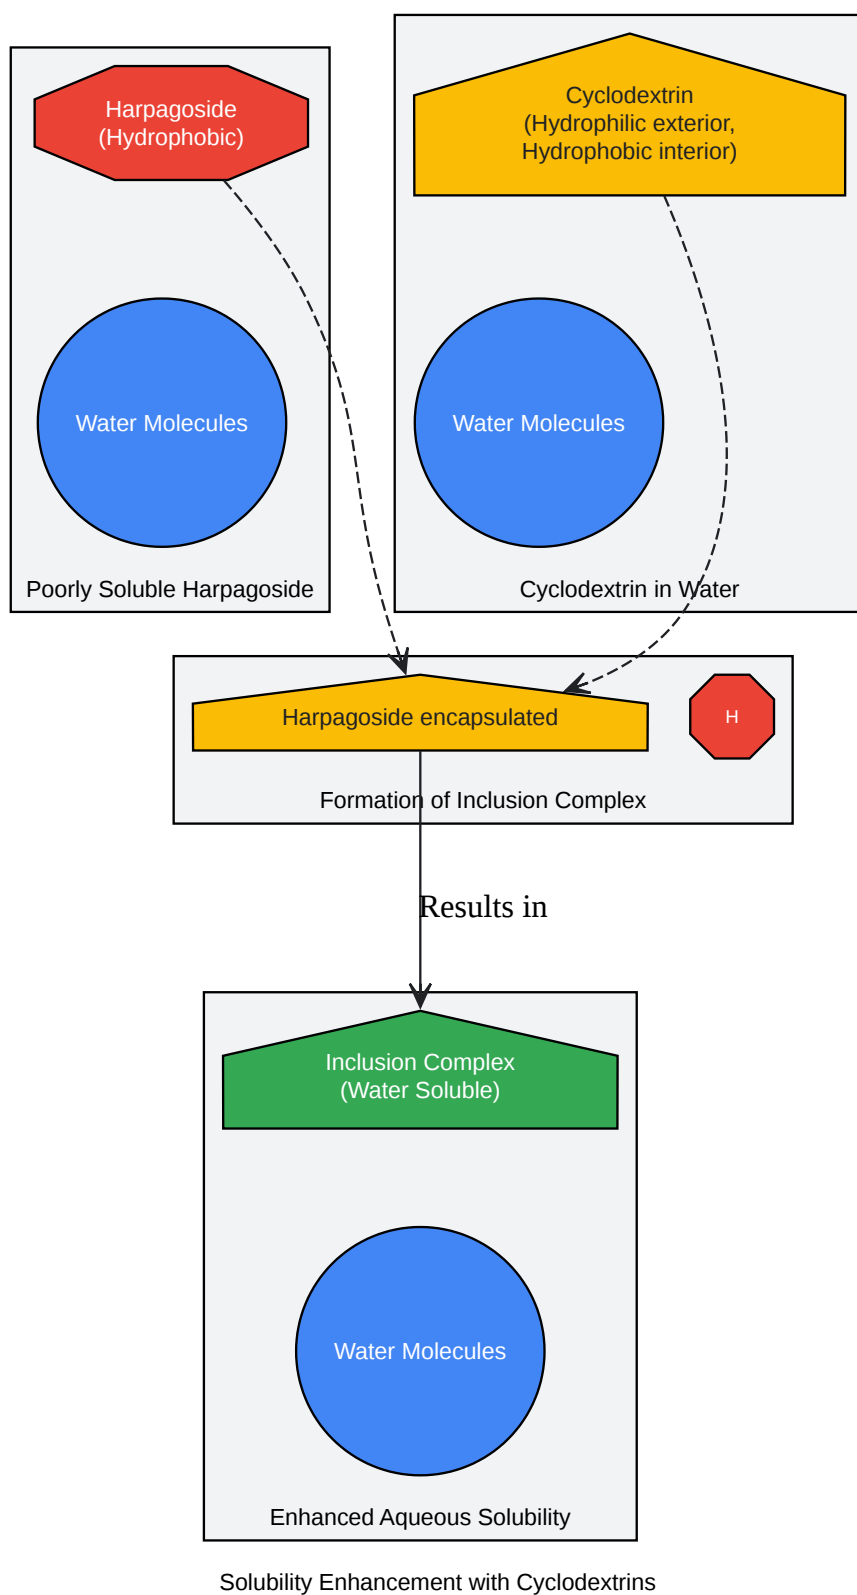 Harpagoside
(Hydrophobic)
Water Molecules
Poorly Soluble Harpagoside
Cyclodextrin
(Hydrophilic exterior,
Hydrophobic interior)
Water Molecules
Cyclodextrin in Water
Harpagoside encapsulated
H
Formation of Inclusion Complex
Results in
Inclusion Complex
(Water Soluble)
Water Molecules
Enhanced Aqueous Solubility
Solubility Enhancement with Cyclodextrins